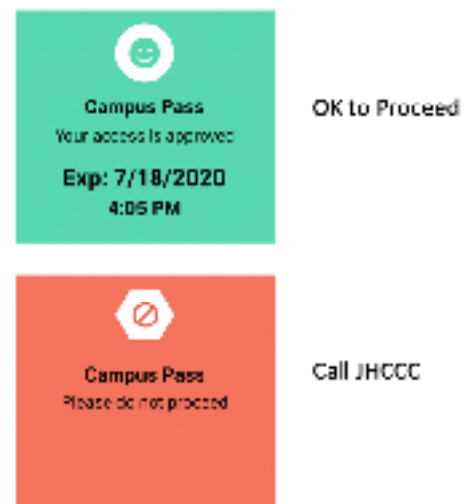 Campus Pass
Your access is approved
Exp: 7/18/2020
4:05 PM
OK to Proceed
Campus Pass
Please do not proceed
Call JHCCC